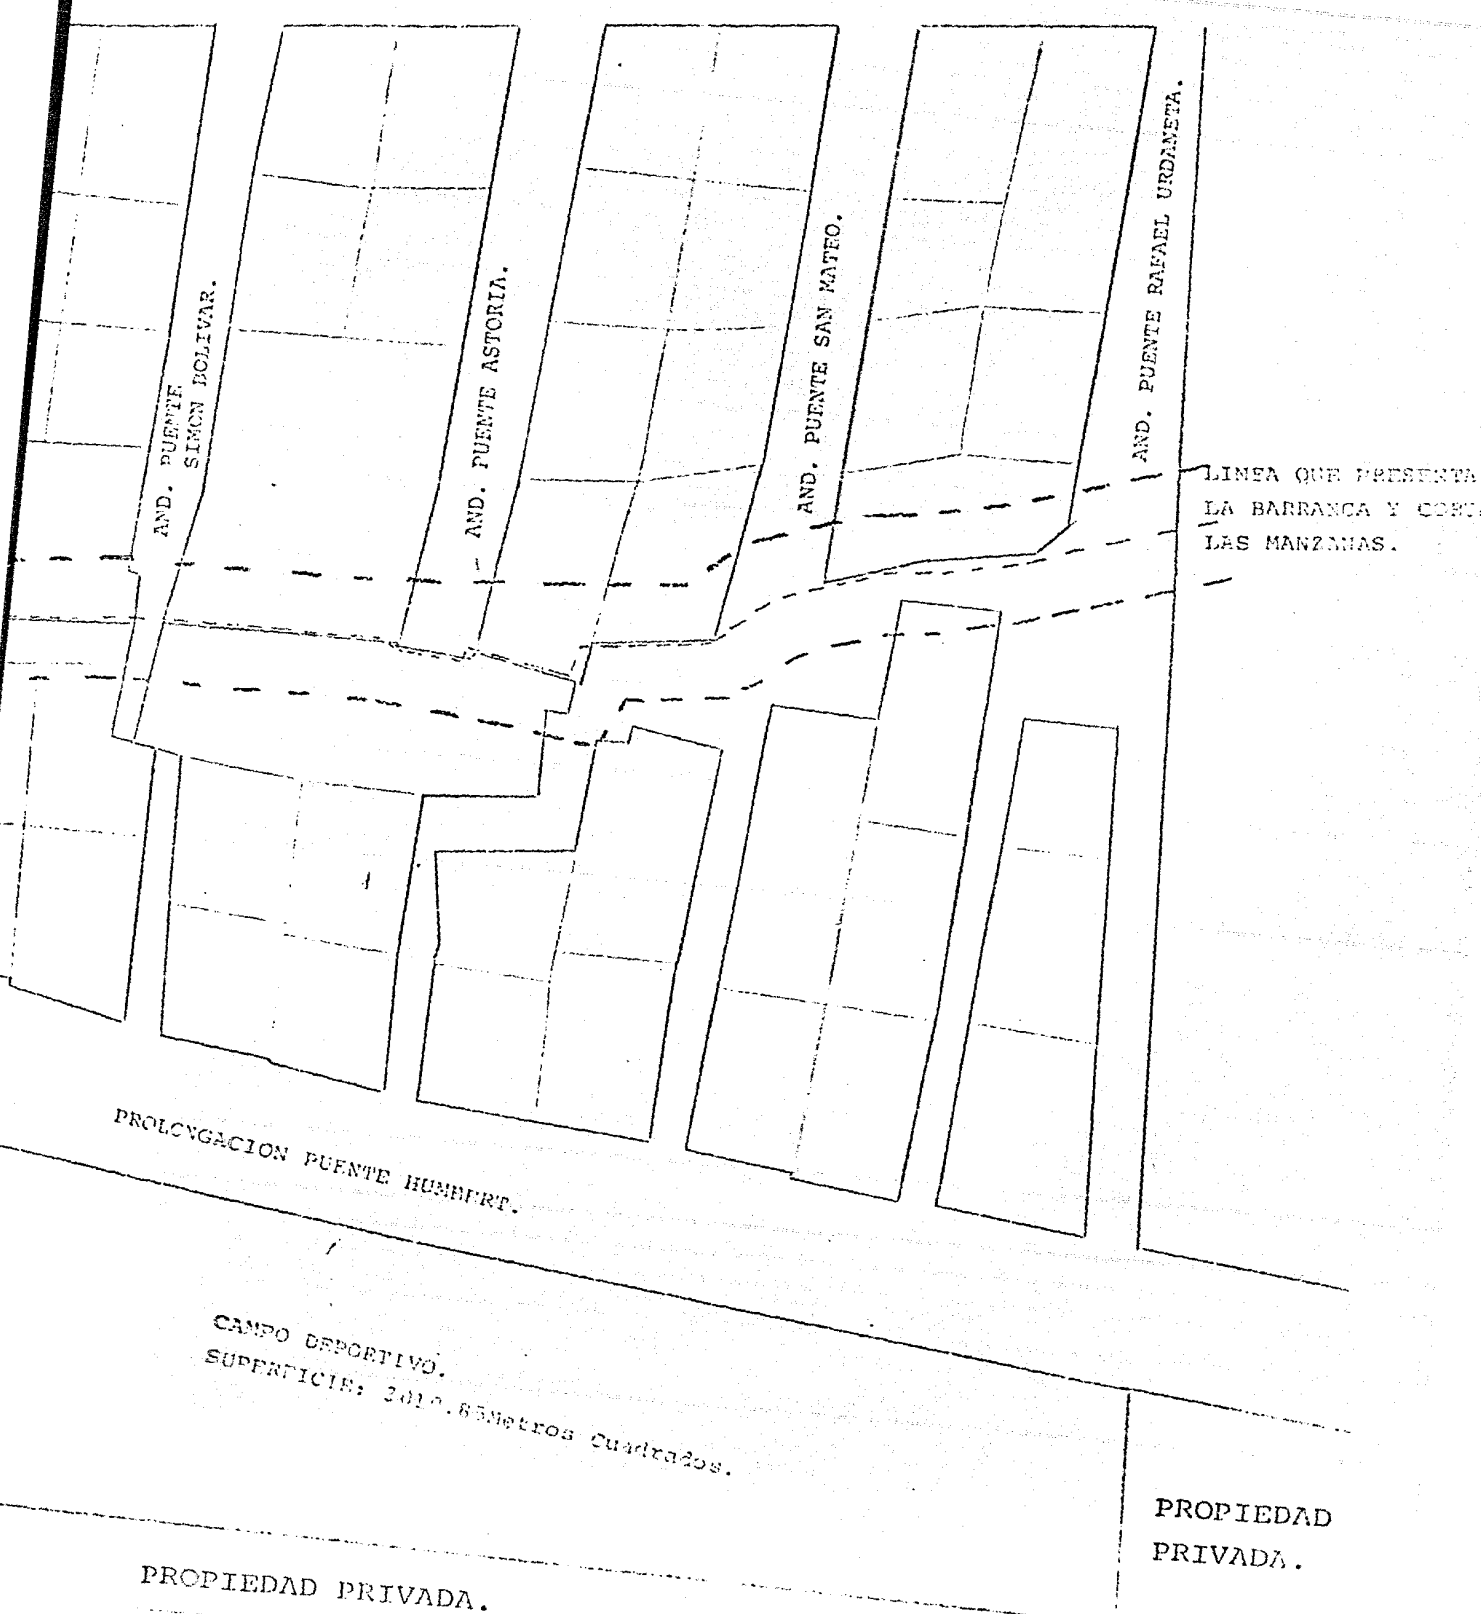 AND. PUENTE
SIMON BOLIVAR.
AND. PUENTE ASTORIA.
AND. PUENTE SAN MATEO.
AND. PUENTE RAFAEL URDANETA.
LINEA QUE PRESENTA
LA BARRANCA Y
LAS MANZANAS.
PROLONGACION PUENTE HUMBERT.
CAMPO DEPORTIVO.
SUPERFICIE: Metros Cuadrados.
PROPIEDAD
PRIVADA.
PROPIEDAD PRIVADA.